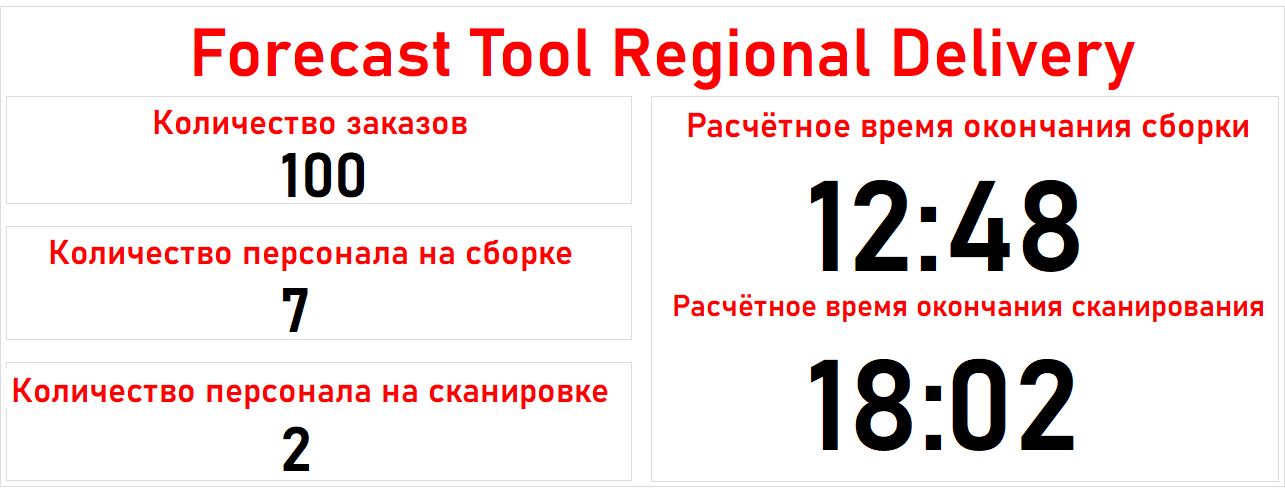 Forecast Tool Regional Delivery
Количество заказов
100
Количество персонала на сборке
7
Количество персонала на сканировке
2
Расчётное время окончания сборки
12:48
Расчётное время окончания сканирования
18:02